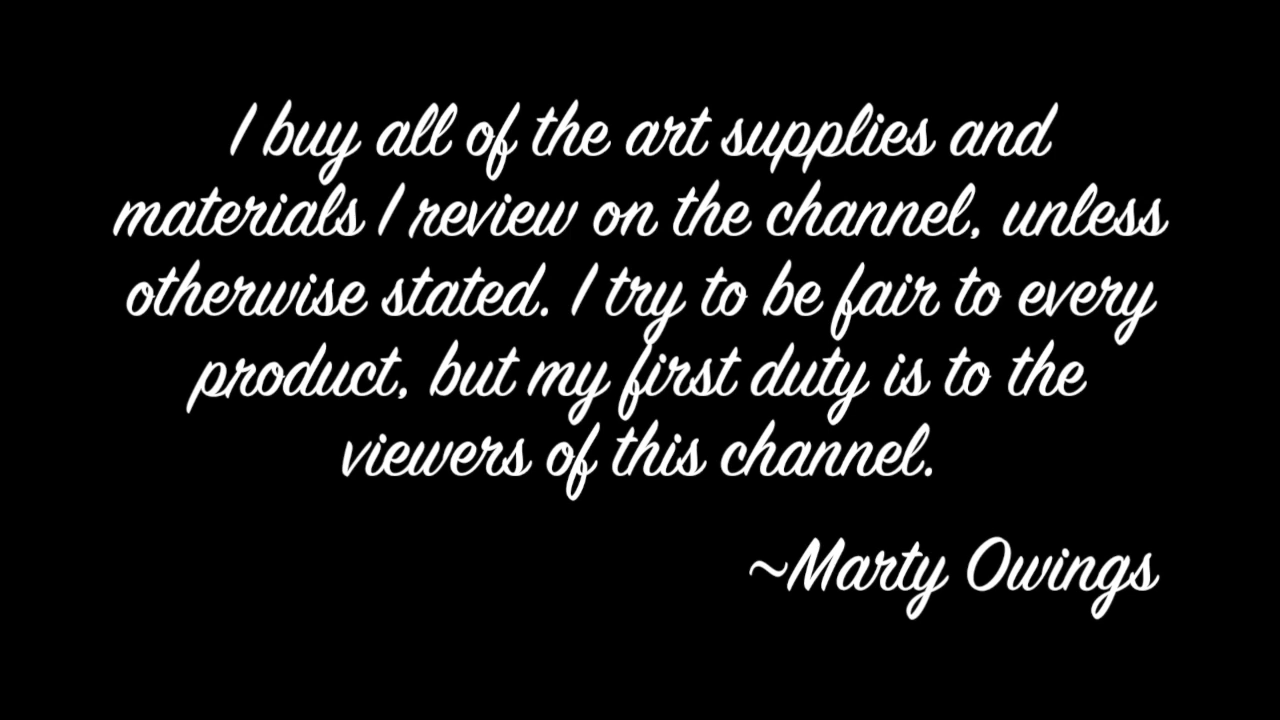 I buy all of the art supplies and
materials I review on the channel, unless
otherwise stated. I try to be fair to every
product, but my first duty is to the
viewers of this channel.
~Marty Owings